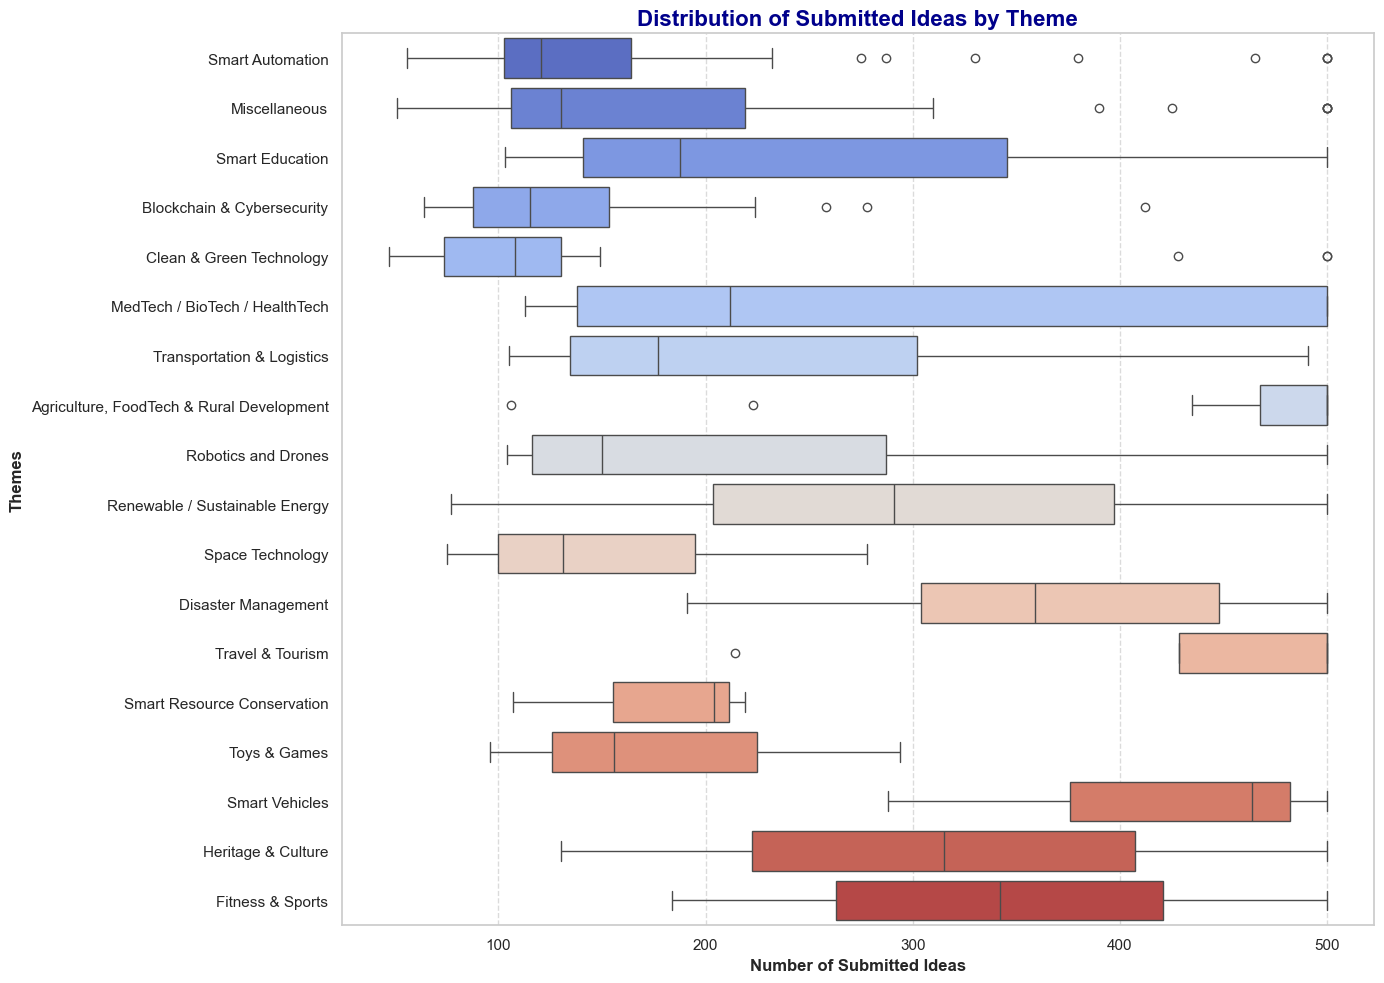 Distribution of Submitted Ideas by Theme
Smart Automation
Miscellaneous
Smart Education
Blockchain & Cybersecurity
Clean & Green Technology
MedTech / BioTech / HealthTech
Transportation & Logistics
Agriculture, FoodTech & Rural Development
Robotics and Drones
Renewable / Sustainable Energy
Space Technology
Disaster Management
Travel & Tourism
Smart Resource Conservation
Toys & Games
Smart Vehicles
Heritage & Culture
Fitness & Sports
Themes
100 200 300 400 500
Number of Submitted Ideas